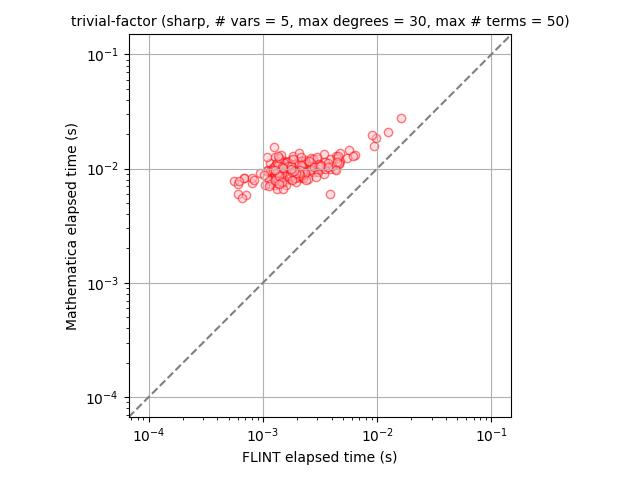 trivial-factor (sharp, # vars = 5, max degrees = 30, max # terms = 50)
Mathematica elapsed time (s)
10⁻¹
10⁻²
10⁻³
10⁻⁴
10⁻⁴ 10⁻³ 10⁻² 10⁻¹
FLINT elapsed time (s)